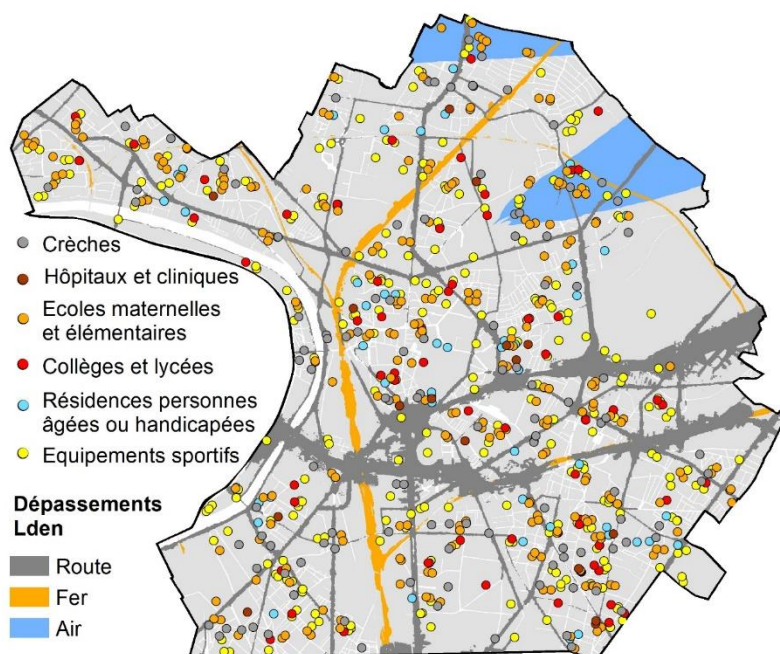 Crèches
Hôpitaux et cliniques
Ecoles maternelles
et élémentaires
Collèges et lycées
Résidences personnes
âgées ou handicapées
Equipements sportifs
Dépassements
Lden
Route
Fer
Air